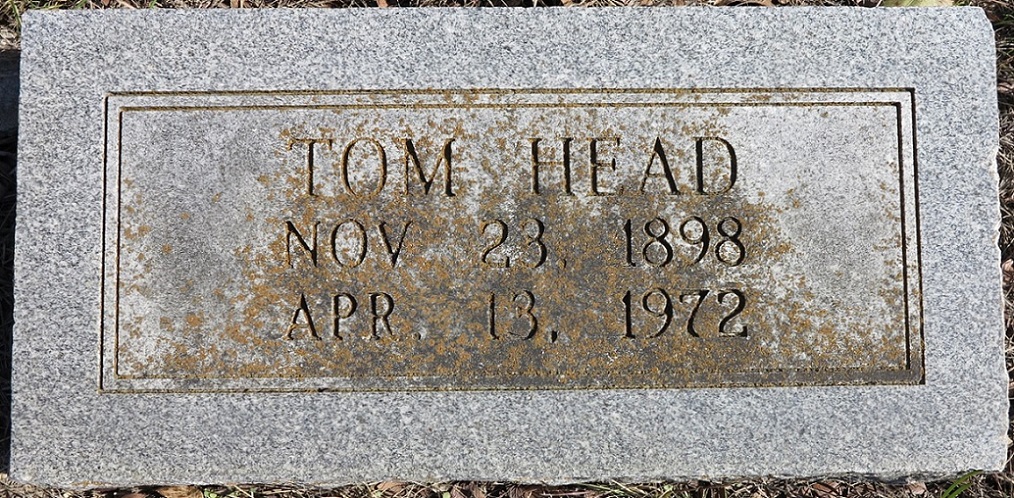 TOM HEAD
NOV 23, 1898
APR. 13, 1972